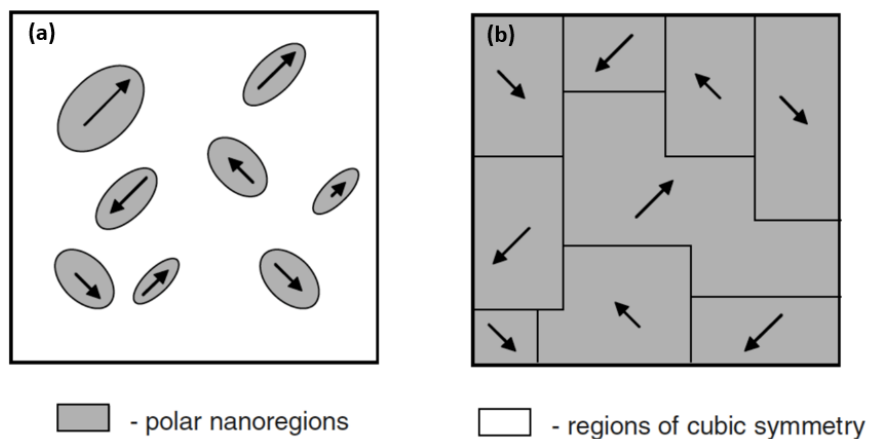 (a)
(b)
- polar nanoregions
- regions of cubic symmetry